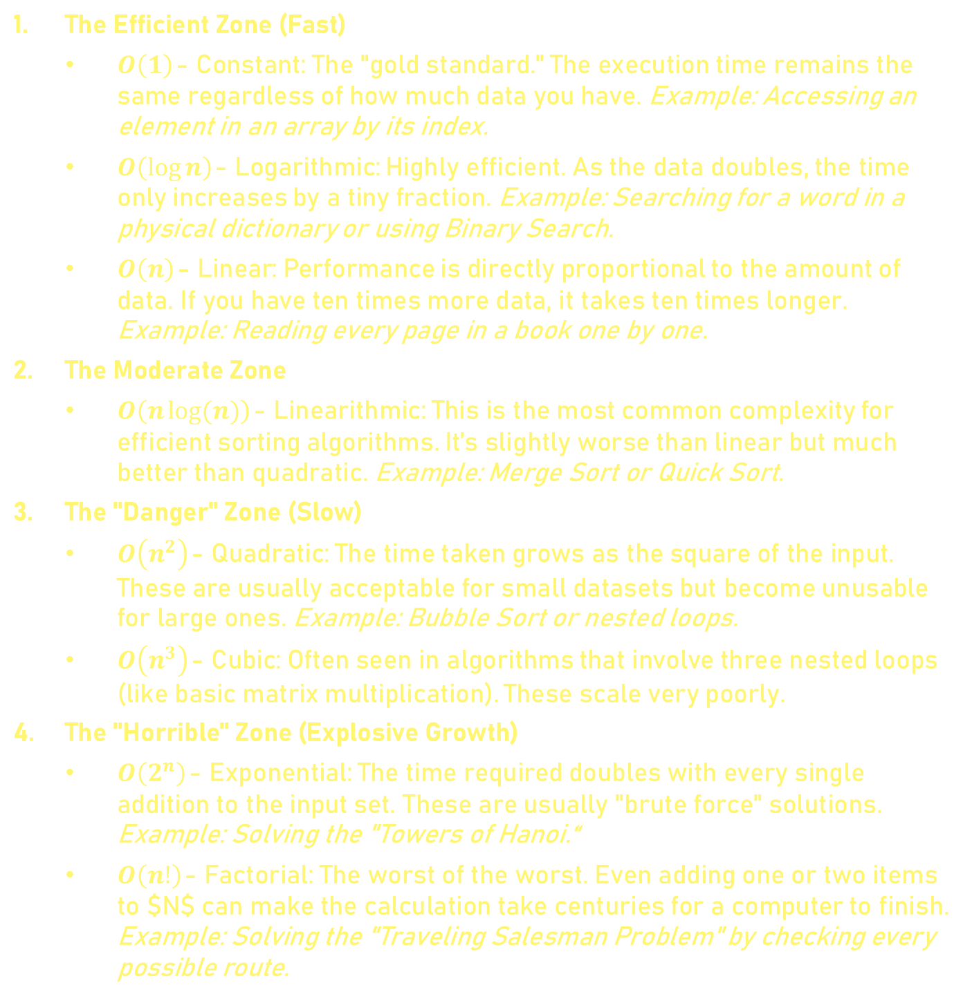 1. The Efficient Zone (Fast)
• O(1) - Constant: The "gold standard." The execution time remains the
same regardless of how much data you have. Example: Accessing an
element in an array by its index.
• O(log n) - Logarithmic: Highly efficient. As the data doubles, the time
only increases by a tiny fraction. Example: Searching for a word in a
physical dictionary or using Binary Search.
• O(n) - Linear: Performance is directly proportional to the amount of
data. If you have ten times more data, it takes ten times longer.
Example: Reading every page in a book one by one.
2. The Moderate Zone
• O(n log(n)) - Linearithmic: This is the most common complexity for
efficient sorting algorithms. It’s slightly worse than linear but much
better than quadratic. Example: Merge Sort or Quick Sort.
3. The "Danger" Zone (Slow)
• O(n²) - Quadratic: The time taken grows as the square of the input.
These are usually acceptable for small datasets but become unusable
for large ones. Example: Bubble Sort or nested loops.
• O(n³) - Cubic: Often seen in algorithms that involve three nested loops
(like basic matrix multiplication). These scale very poorly.
4. The "Horrible" Zone (Explosive Growth)
• O(2ⁿ) - Exponential: The time required doubles with every single
addition to the input set. These are usually "brute force" solutions.
Example: Solving the "Towers of Hanoi.“
• O(n!) - Factorial: The worst of the worst. Even adding one or two items
to $N$ can make the calculation take centuries for a computer to finish.
Example: Solving the "Traveling Salesman Problem" by checking every
possible route.